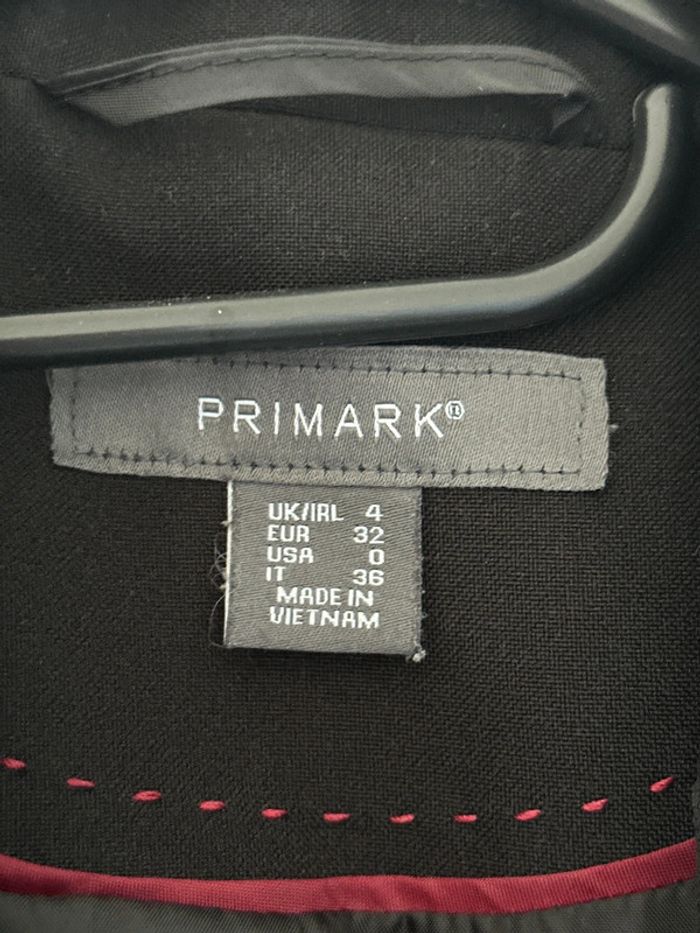 PRIMARK®
UK/IRL 4
EUR 32
USA 0
IT 36
MADE IN
VIETNAM